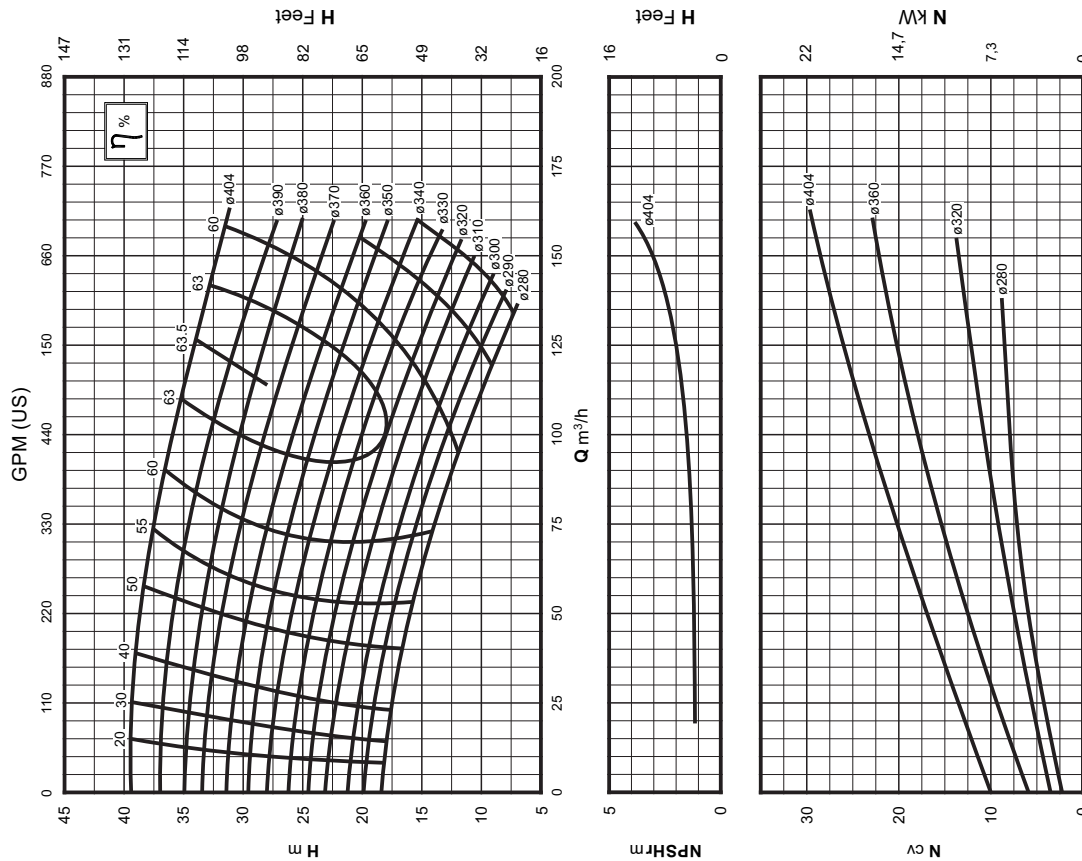 GPM (US)
0 110 220 330 440 150 660 770 880
η %
H m
45
40
35
30
25
20
15
10
5
H Feet
147
131
114
98
82
65
49
32
16
20 30 40 50 55 60 63 63.5 63 60
ø404
ø390
ø380
ø370
ø360
ø350
ø340
ø330
ø320
ø310
ø300
ø290
ø280
0 25 50 75 100 125 150 175 200
Q m³/h
NPSHrm
5
0
H Feet
16
0
ø404
N cv
30
20
10
0
N kW
22
14,7
7,3
0
ø404
ø360
ø320
ø280